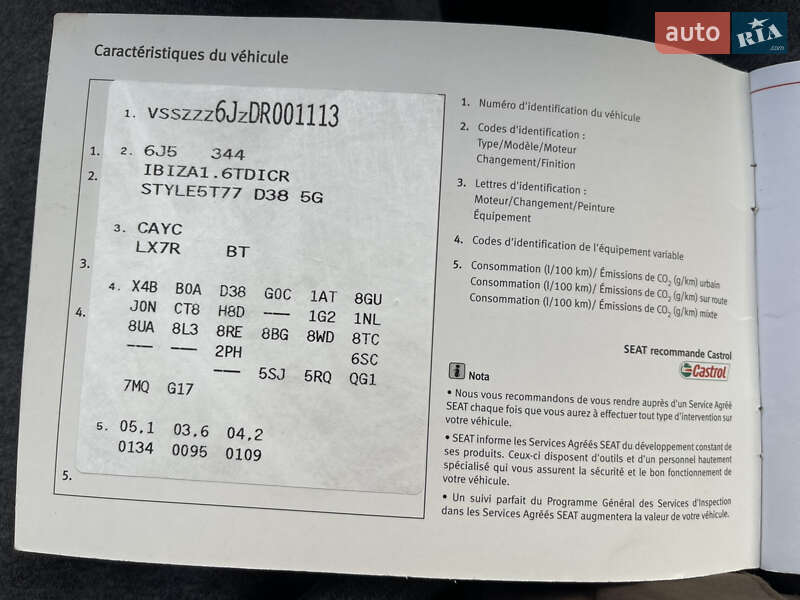 auto RIA .com
Caractéristiques du véhicule
1. VSSZZZ6JZDR001113
1. 2. 6J5 344
2. IBIZA1.6TDICR
STYLE5T77 D38 5G
3. CAYC
LX7R BT
3.
4. X4B B0A D38 G0C 1AT 8GU
J0N CT8 H8D --- 1G2 1NL
4. 8UA 8L3 8RE 8BG 8WD 8TC
--- --- 2PH 6SC
--- 5SJ 5RQ QG1
7MQ G17
5. 05.1 03.6 04.2
0134 0095 0109
5.
1. Numéro d'identification du véhicule
2. Codes d'identification :
Type/Modèle/Moteur
Changement/Finition
3. Lettres d'identification :
Moteur/Changement/Peinture
Équipement
4. Codes d'identification de l'équipement variable
5. Consommation (l/100 km)/ Émissions de CO2 (g/km) urbain
Consommation (l/100 km)/ Émissions de CO2 (g/km) sur route
Consommation (l/100 km)/ Émissions de CO2 (g/km) mixte
SEAT recommande Castrol
Castrol
i Nota
• Nous vous recommandons de vous rendre auprès d'un Service Agréé
SEAT chaque fois que vous aurez à effectuer tout type d'intervention sur
votre véhicule.
• SEAT informe les Services Agréés SEAT du développement constant de
ses produits. Ceux-ci disposent d'outils et d'un personnel hautement
spécialisé qui vous assurent la sécurité et le bon fonctionnement de
votre véhicule.
• Un suivi parfait du Programme Général des Services d'Inspection
dans les Services Agréés SEAT augmentera la valeur de votre véhicule.